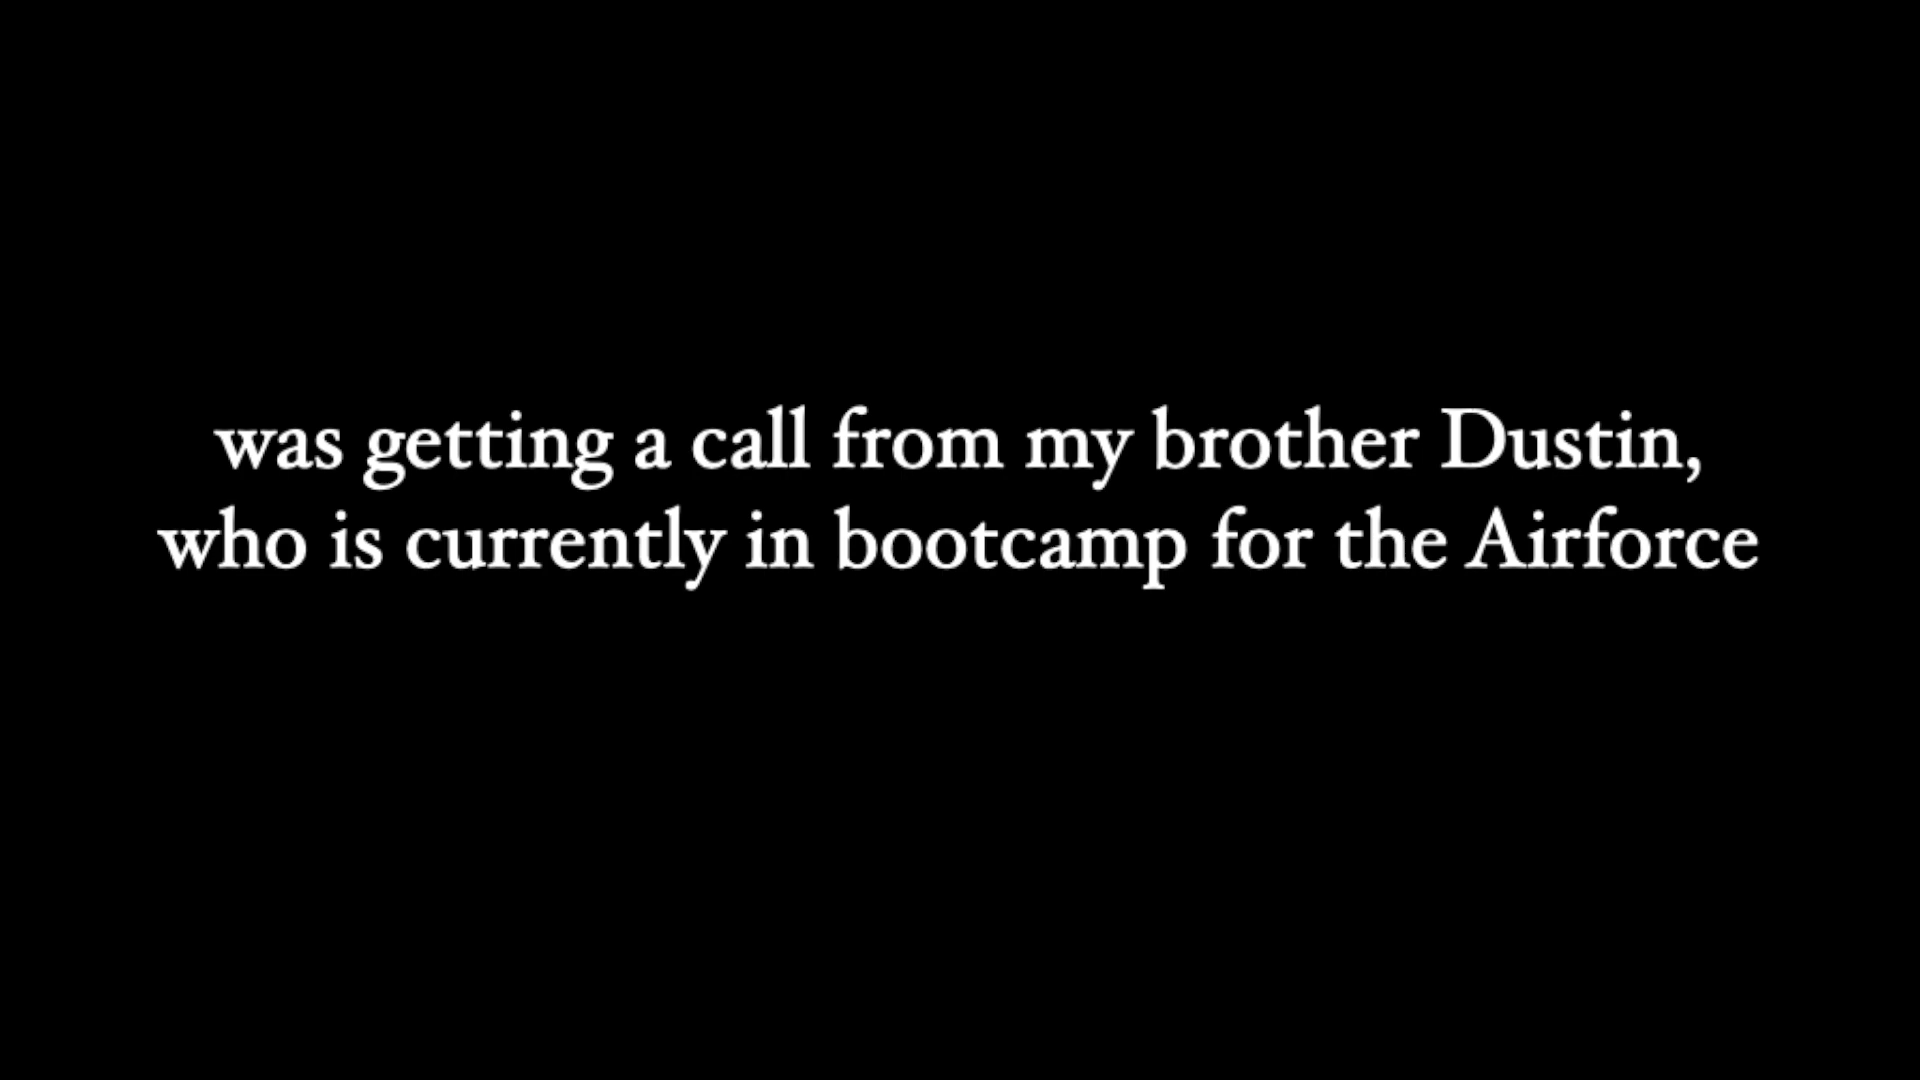 was getting a call from my brother Dustin,
who is currently in bootcamp for the Airforce